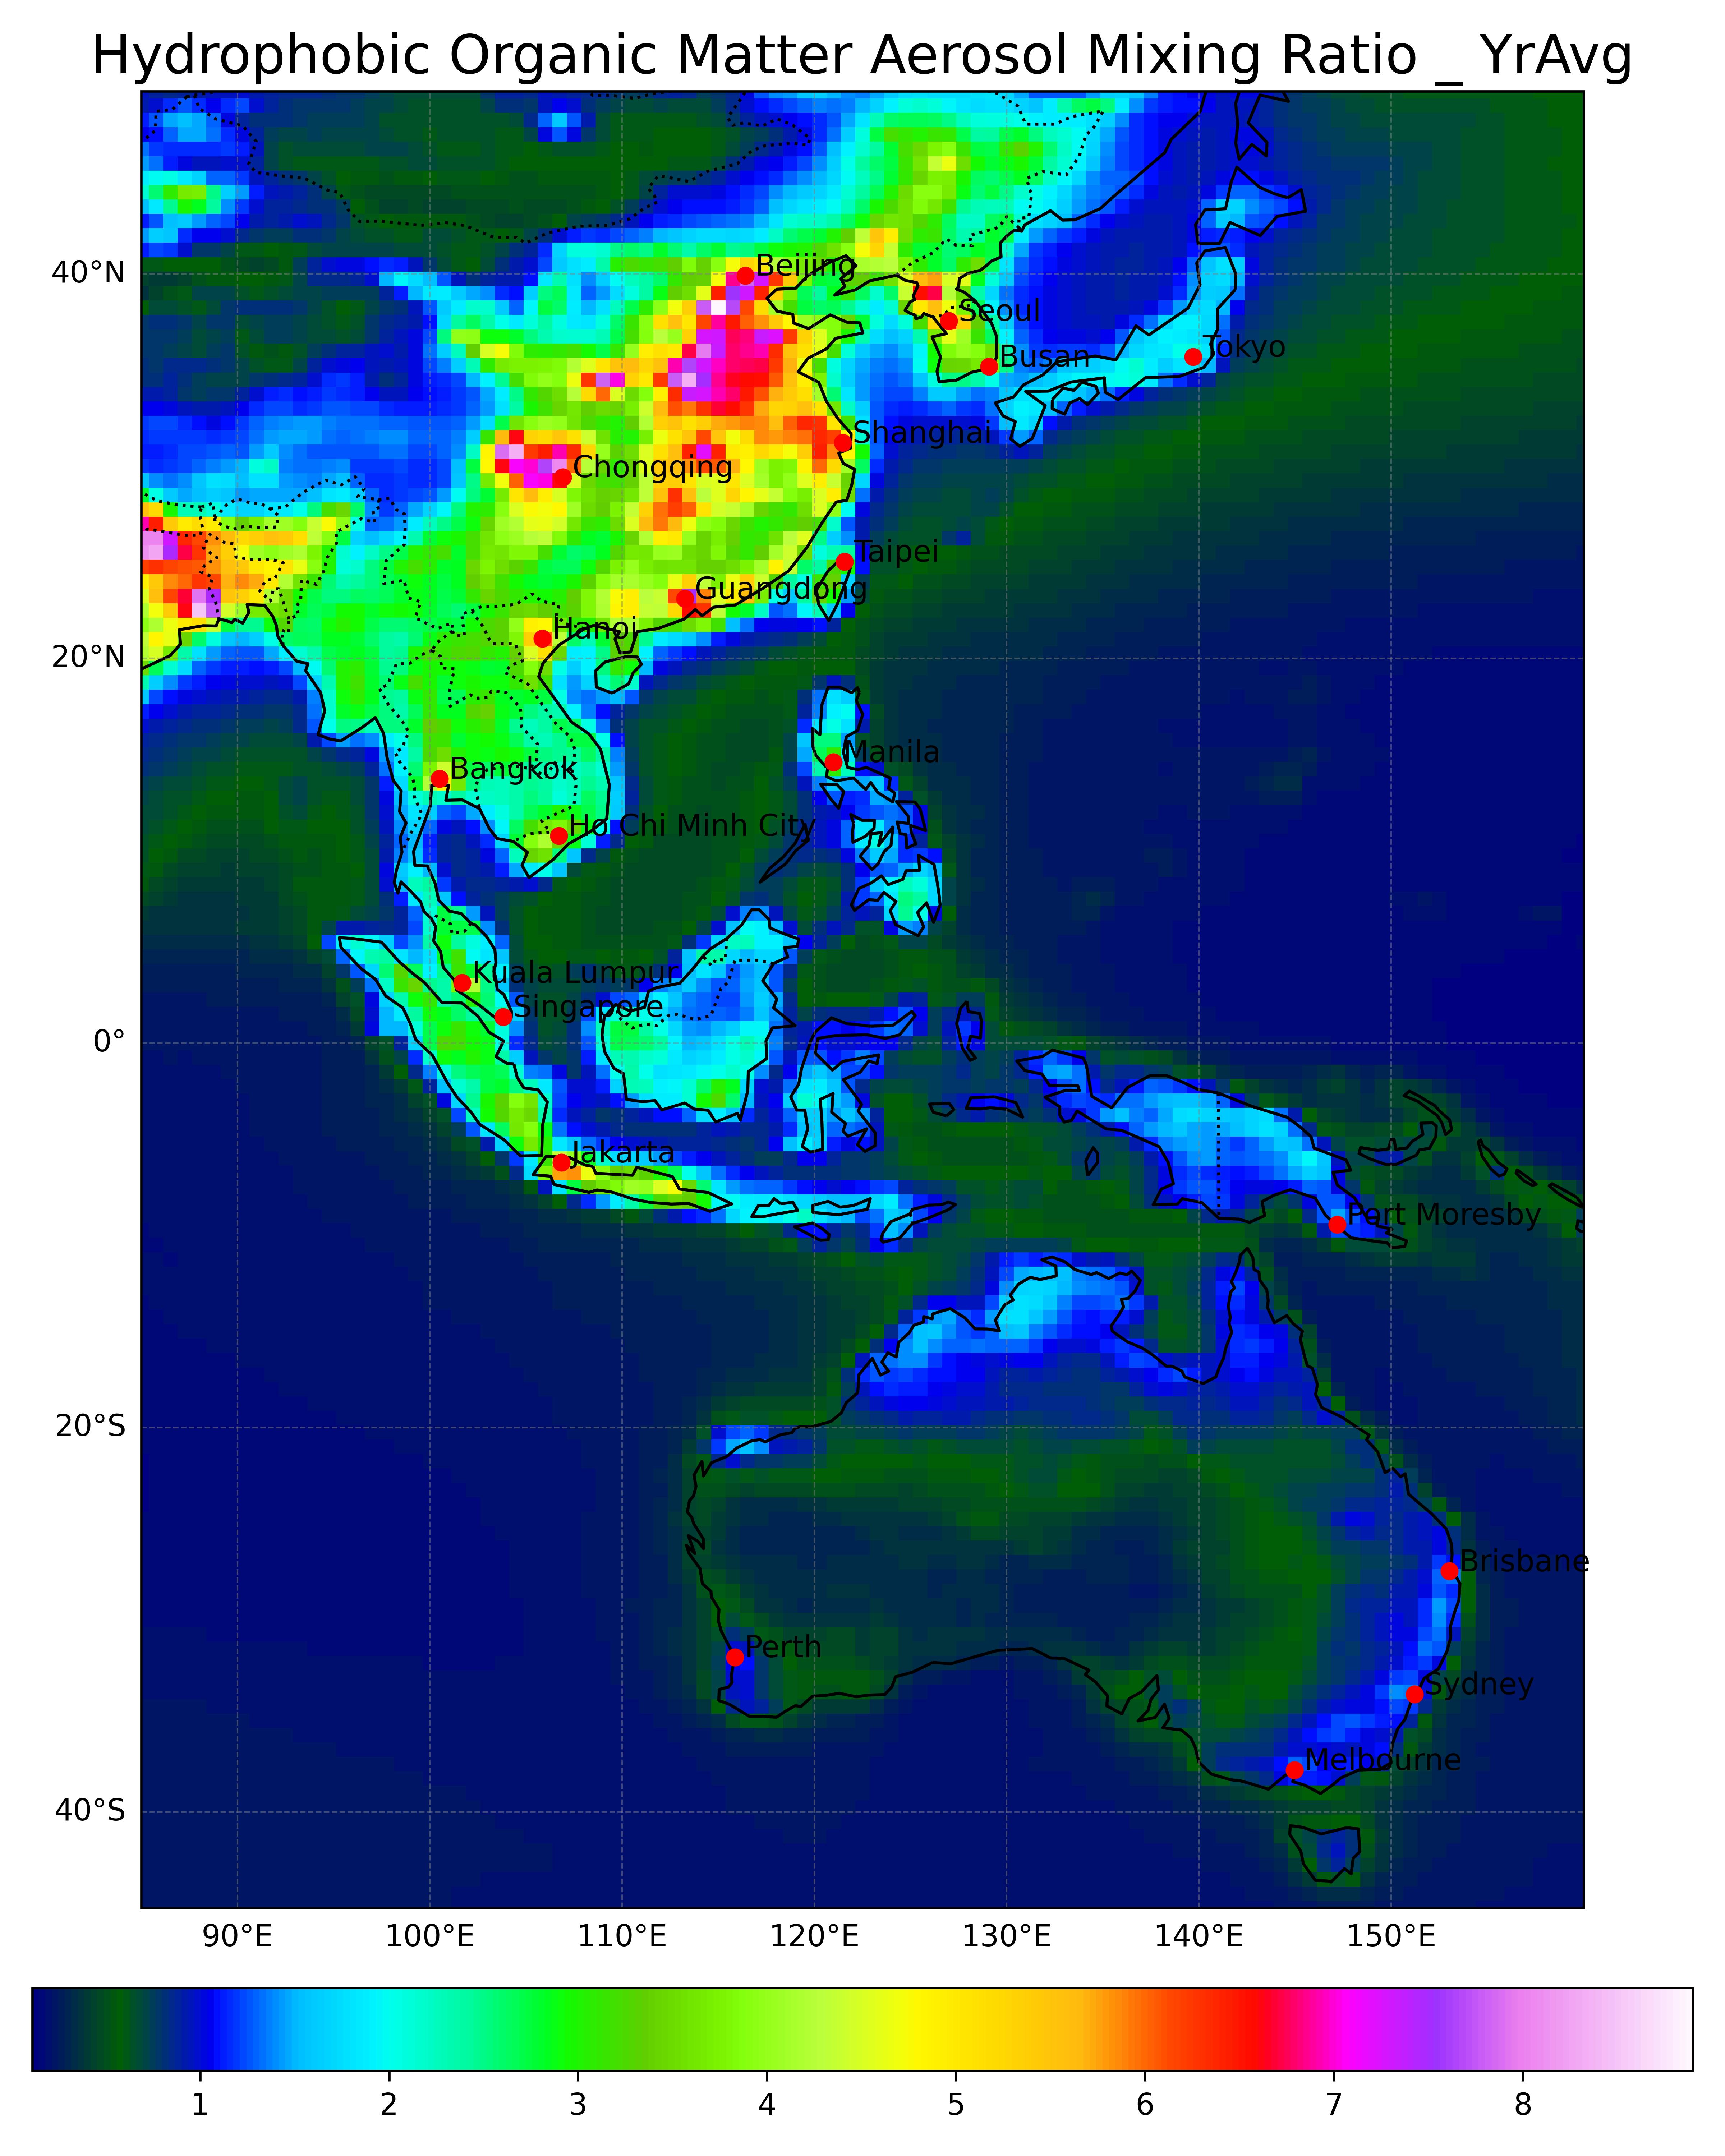 Hydrophobic Organic Matter Aerosol Mixing Ratio _ YrAvg
40°N
20°N
0°
20°S
40°S
Beijing
Seoul
Tokyo
Busan
Shanghai
Chongqing
Taipei
Guangdong
Hanoi
Manila
Bangkok
Ho Chi Minh City
Kuala Lumpur
Singapore
Jakarta
Port Moresby
Brisbane
Perth
Sydney
Melbourne
90°E 100°E 110°E 120°E 130°E 140°E 150°E
1 2 3 4 5 6 7 8